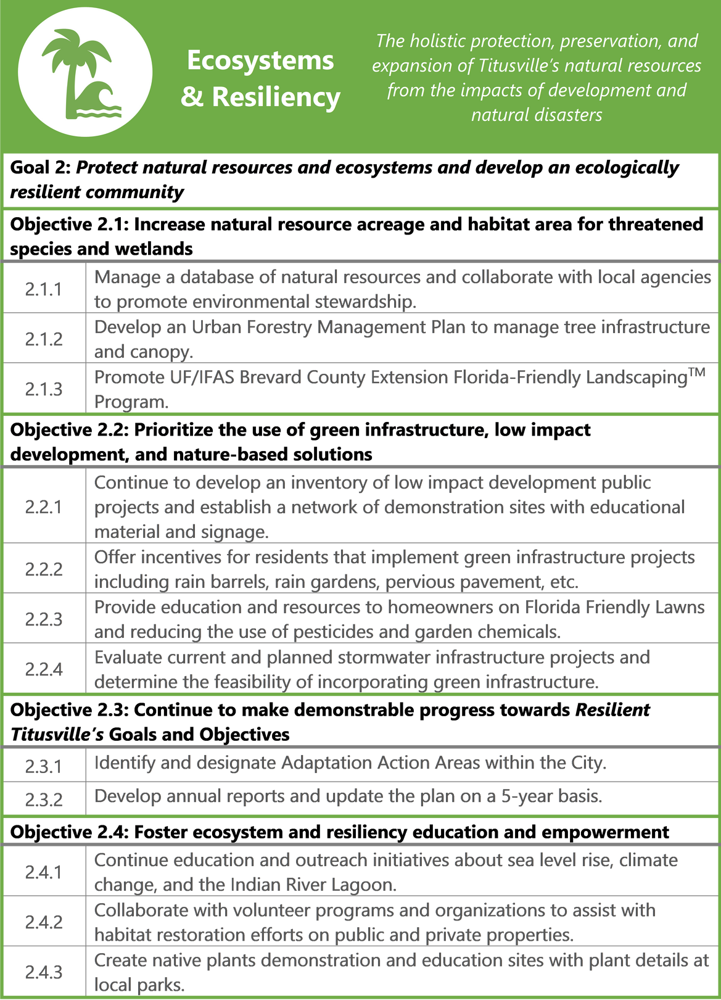 Ecosystems
& Resiliency
The holistic protection, preservation, and
expansion of Titusville's natural resources
from the impacts of development and
natural disasters
Goal 2: Protect natural resources and ecosystems and develop an ecologically
resilient community
Objective 2.1: Increase natural resource acreage and habitat area for threatened
species and wetlands
2.1.1
Manage a database of natural resources and collaborate with local agencies
to promote environmental stewardship.
2.1.2
Develop an Urban Forestry Management Plan to manage tree infrastructure
and canopy.
2.1.3
Promote UF/IFAS Brevard County Extension Florida-Friendly Landscaping™
Program.
Objective 2.2: Prioritize the use of green infrastructure, low impact
development, and nature-based solutions
2.2.1
Continue to develop an inventory of low impact development public
projects and establish a network of demonstration sites with educational
material and signage.
2.2.2
Offer incentives for residents that implement green infrastructure projects
including rain barrels, rain gardens, pervious pavement, etc.
2.2.3
Provide education and resources to homeowners on Florida Friendly Lawns
and reducing the use of pesticides and garden chemicals.
2.2.4
Evaluate current and planned stormwater infrastructure projects and
determine the feasibility of incorporating green infrastructure.
Objective 2.3: Continue to make demonstrable progress towards Resilient
Titusville's Goals and Objectives
2.3.1
Identify and designate Adaptation Action Areas within the City.
2.3.2
Develop annual reports and update the plan on a 5-year basis.
Objective 2.4: Foster ecosystem and resiliency education and empowerment
2.4.1
Continue education and outreach initiatives about sea level rise, climate
change, and the Indian River Lagoon.
2.4.2
Collaborate with volunteer programs and organizations to assist with
habitat restoration efforts on public and private properties.
2.4.3
Create native plants demonstration and education sites with plant details at
local parks.